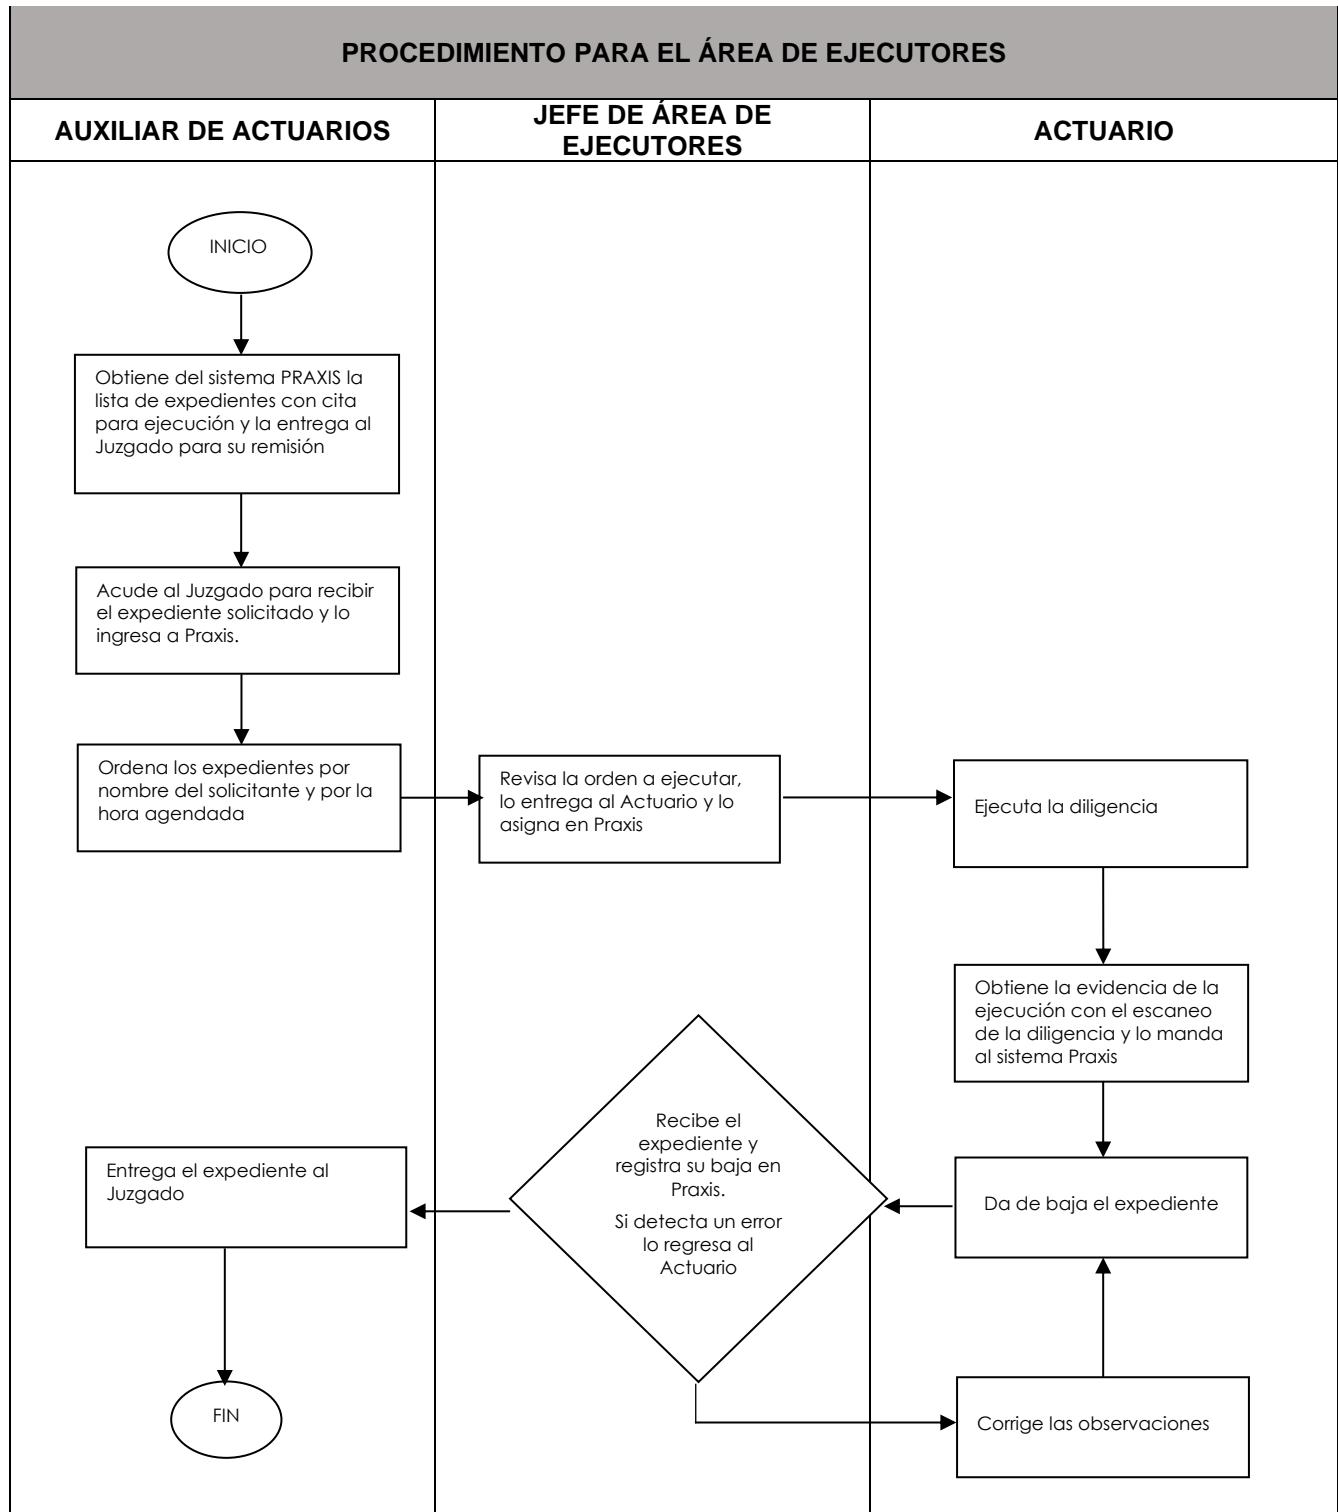 PROCEDIMIENTO PARA EL ÁREA DE EJECUTORES
AUXILIAR DE ACTUARIOS
JEFE DE ÁREA DE
EJECUTORES
ACTUARIO
INICIO
Obtiene del sistema PRAXIS la
lista de expedientes con cita
para ejecución y la entrega al
Juzgado para su remisión
Acude al Juzgado para recibir
el expediente solicitado y lo
ingresa a Praxis.
Ordena los expedientes por
nombre del solicitante y por la
hora agendada
Revisa la orden a ejecutar,
lo entrega al Actuario y lo
asigna en Praxis
Ejecuta la diligencia
Obtiene la evidencia de la
ejecución con el escaneo
de la diligencia y lo manda
al sistema Praxis
Da de baja el expediente
Recibe el
expediente y
registra su baja en
Praxis.
Si detecta un error
lo regresa al
Actuario
Entrega el expediente al
Juzgado
Corrige las observaciones
FIN